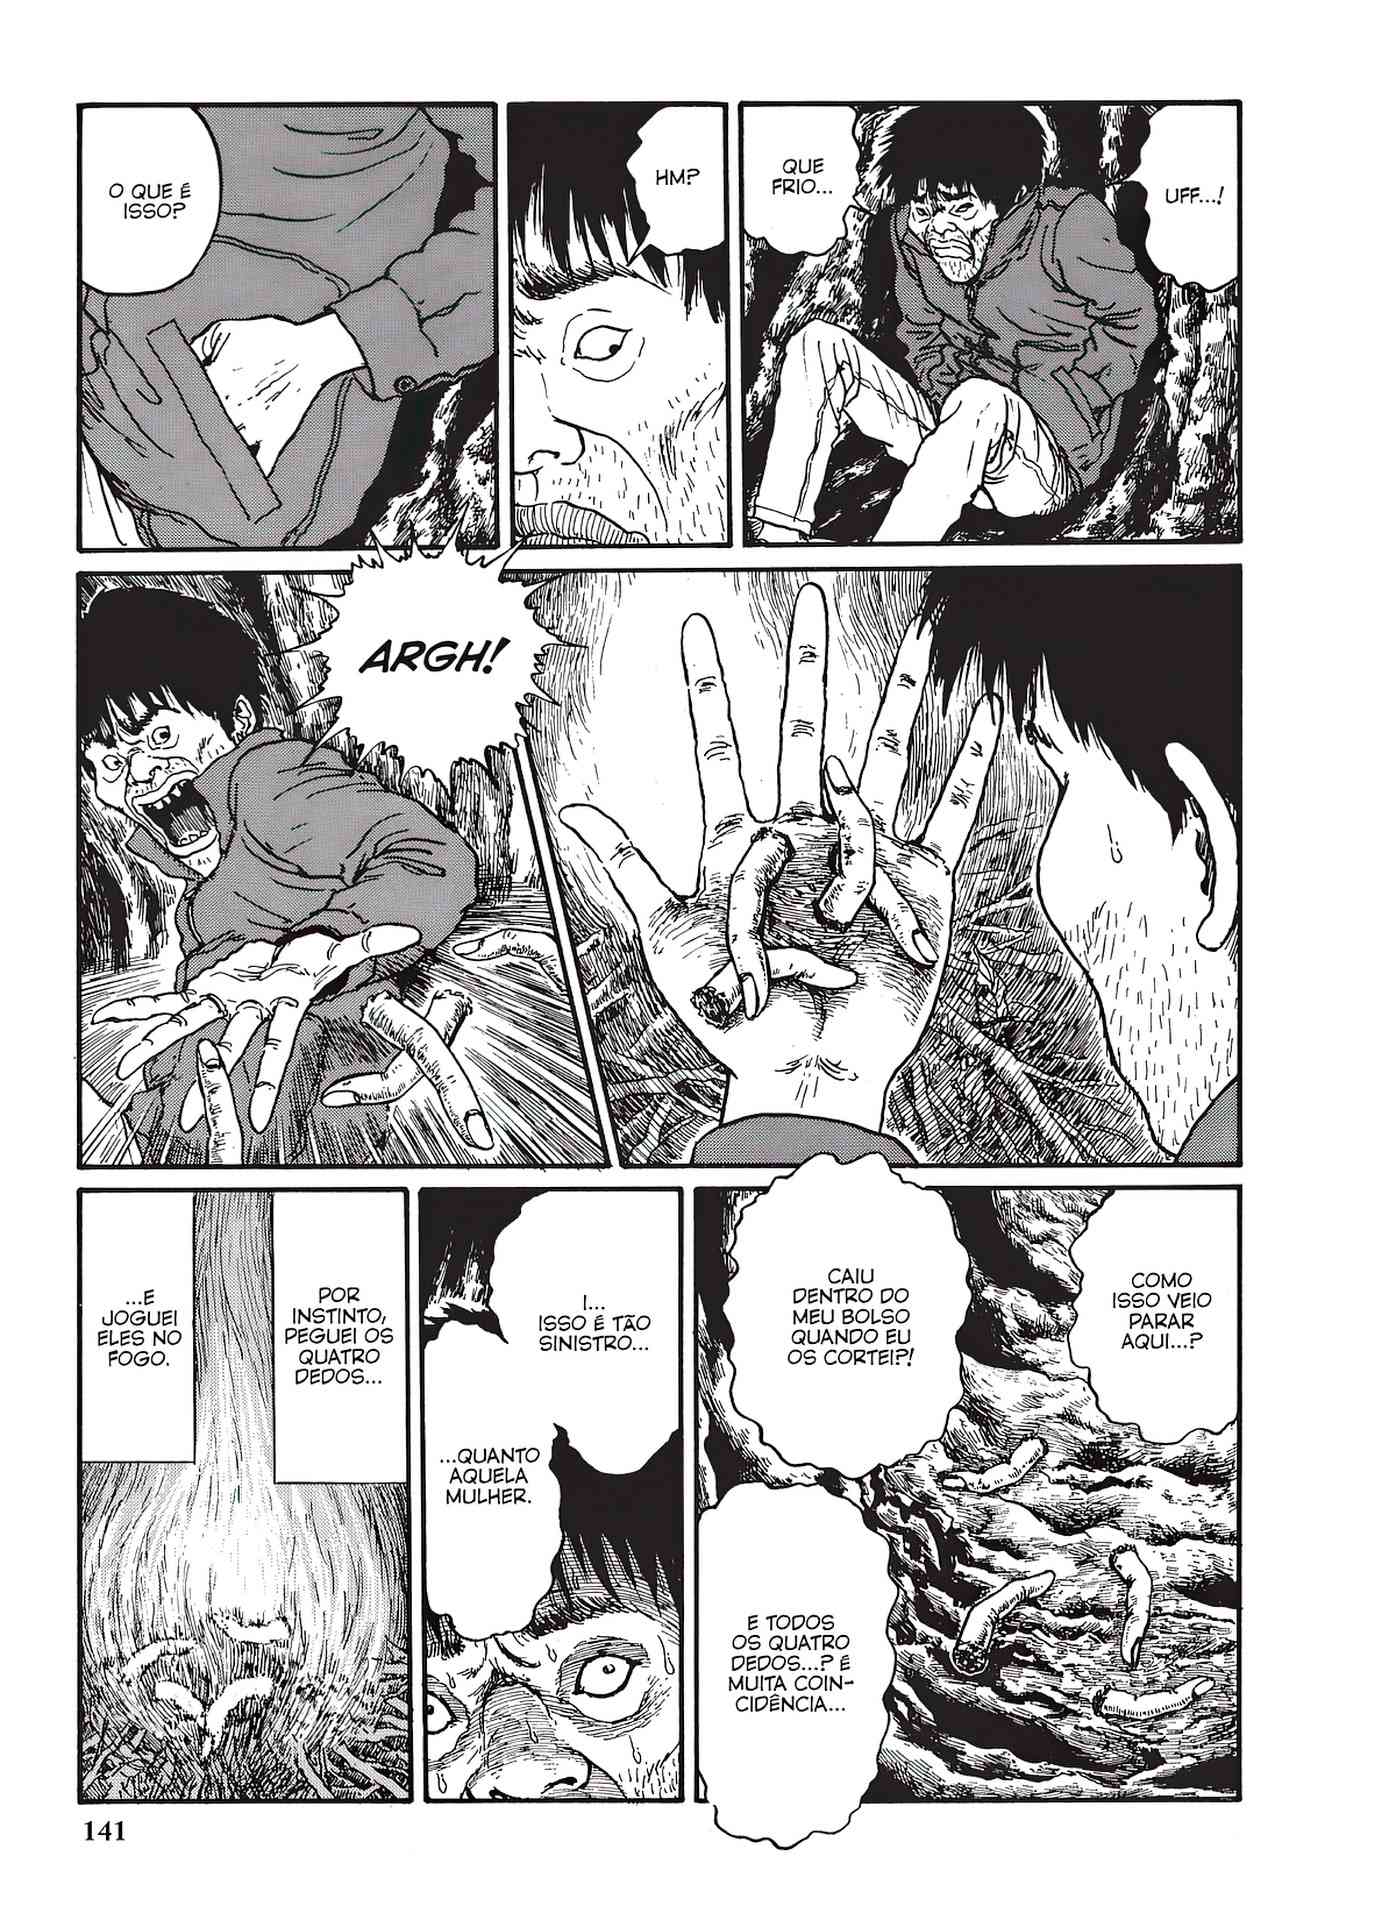 UFF...!
QUE
FRIO...
HM?
O QUE É
ISSO?
ARGH!
COMO
ISSO VEIO
PARAR
AQUI...?
CAIU
DENTRO DO
MEU BOLSO
QUANDO EU
OS CORTEI?!
E TODOS
OS QUATRO
DEDOS...? É
MUITA COIN-
CIDÊNCIA...
I...
ISSO É TÃO
SINISTRO...
...QUANTO
AQUELA
MULHER.
POR
INSTINTO,
PEGUEI OS
QUATRO
DEDOS...
...E
JOGUEI
ELES NO
FOGO.
141